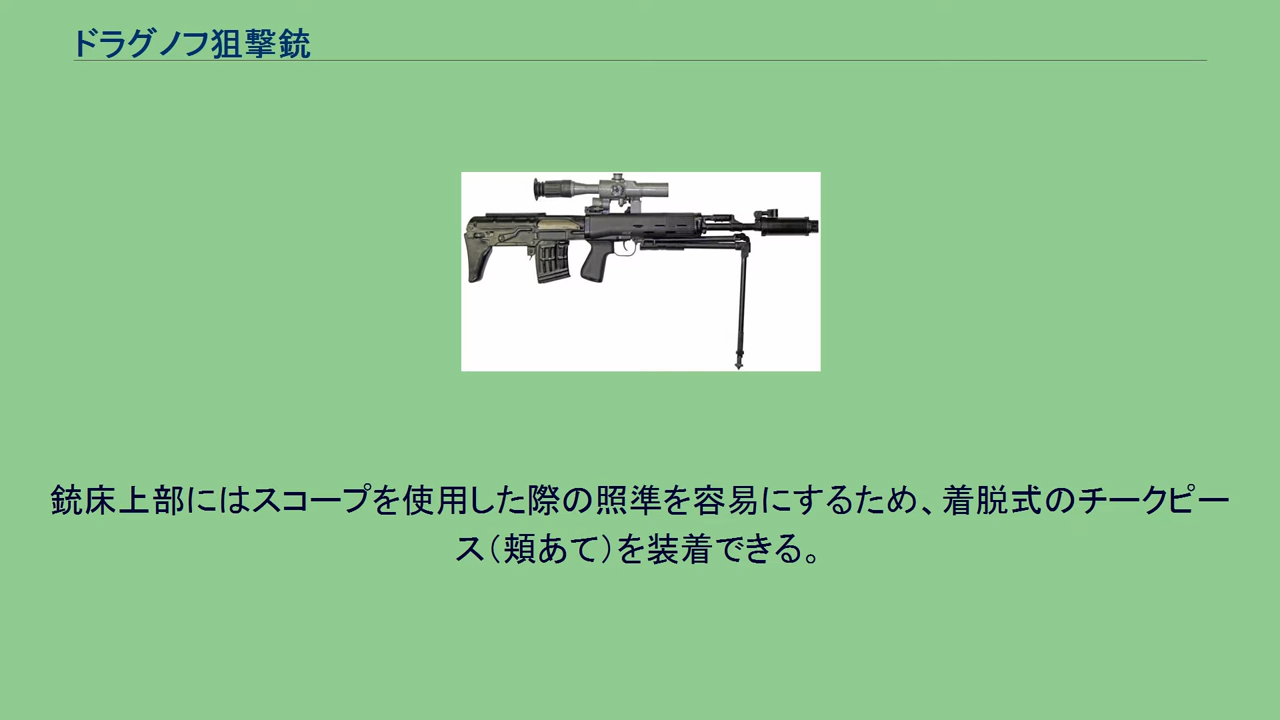 ドラグノフ狙撃銃
銃床上部にはスコープを使用した際の照準を容易にするため、着脱式のチークピー
ス（頬あて）を装着できる。